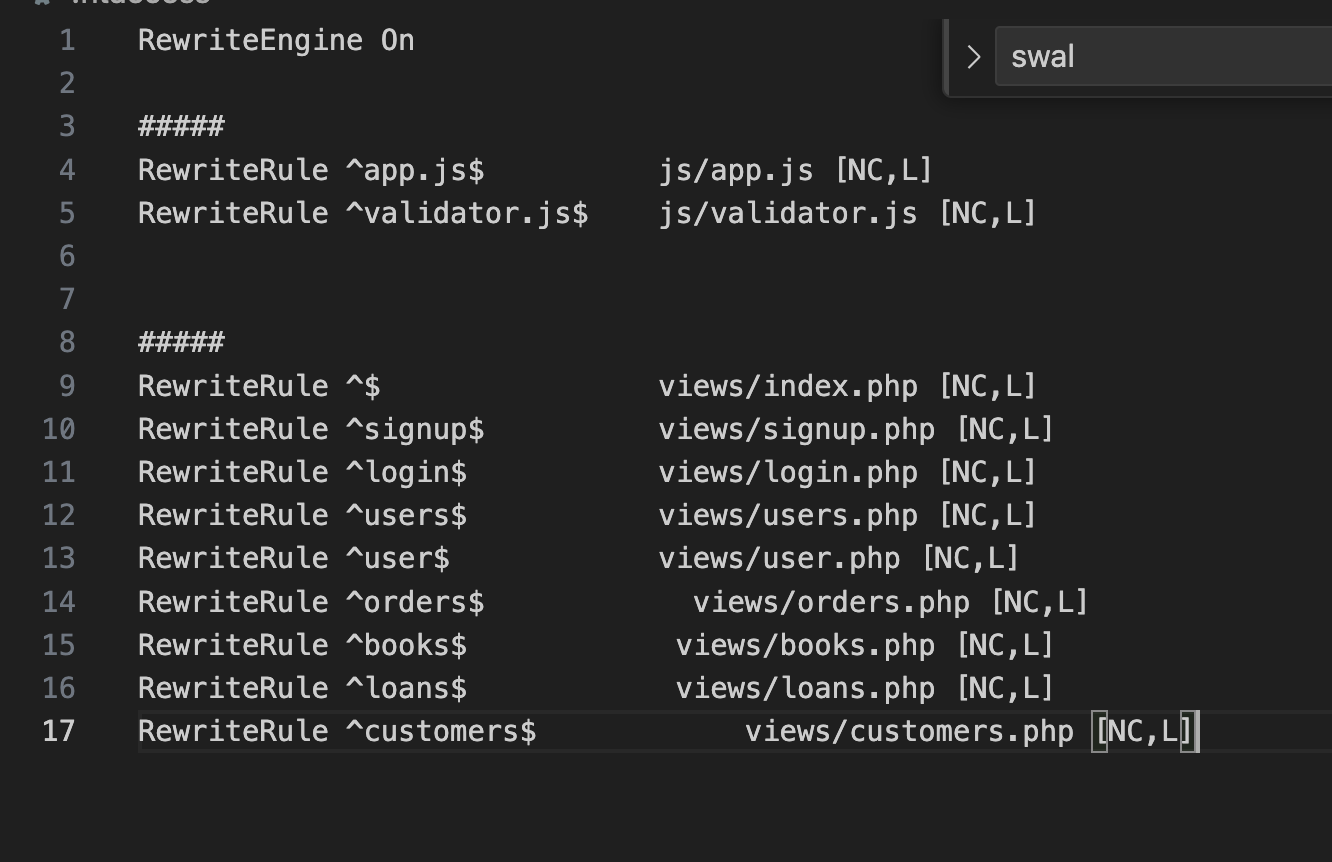 1 RewriteEngine On
swal
2
3 #####
4 RewriteRule ^app.js$ js/app.js [NC,L]
5 RewriteRule ^validator.js$ js/validator.js [NC,L]
6
7
8 #####
9 RewriteRule ^$ views/index.php [NC,L]
10 RewriteRule ^signup$ views/signup.php [NC,L]
11 RewriteRule ^login$ views/login.php [NC,L]
12 RewriteRule ^users$ views/users.php [NC,L]
13 RewriteRule ^user$ views/user.php [NC,L]
14 RewriteRule ^orders$ views/orders.php [NC,L]
15 RewriteRule ^books$ views/books.php [NC,L]
16 RewriteRule ^loans$ views/loans.php [NC,L]
17 RewriteRule ^customers$ views/customers.php [NC,L]